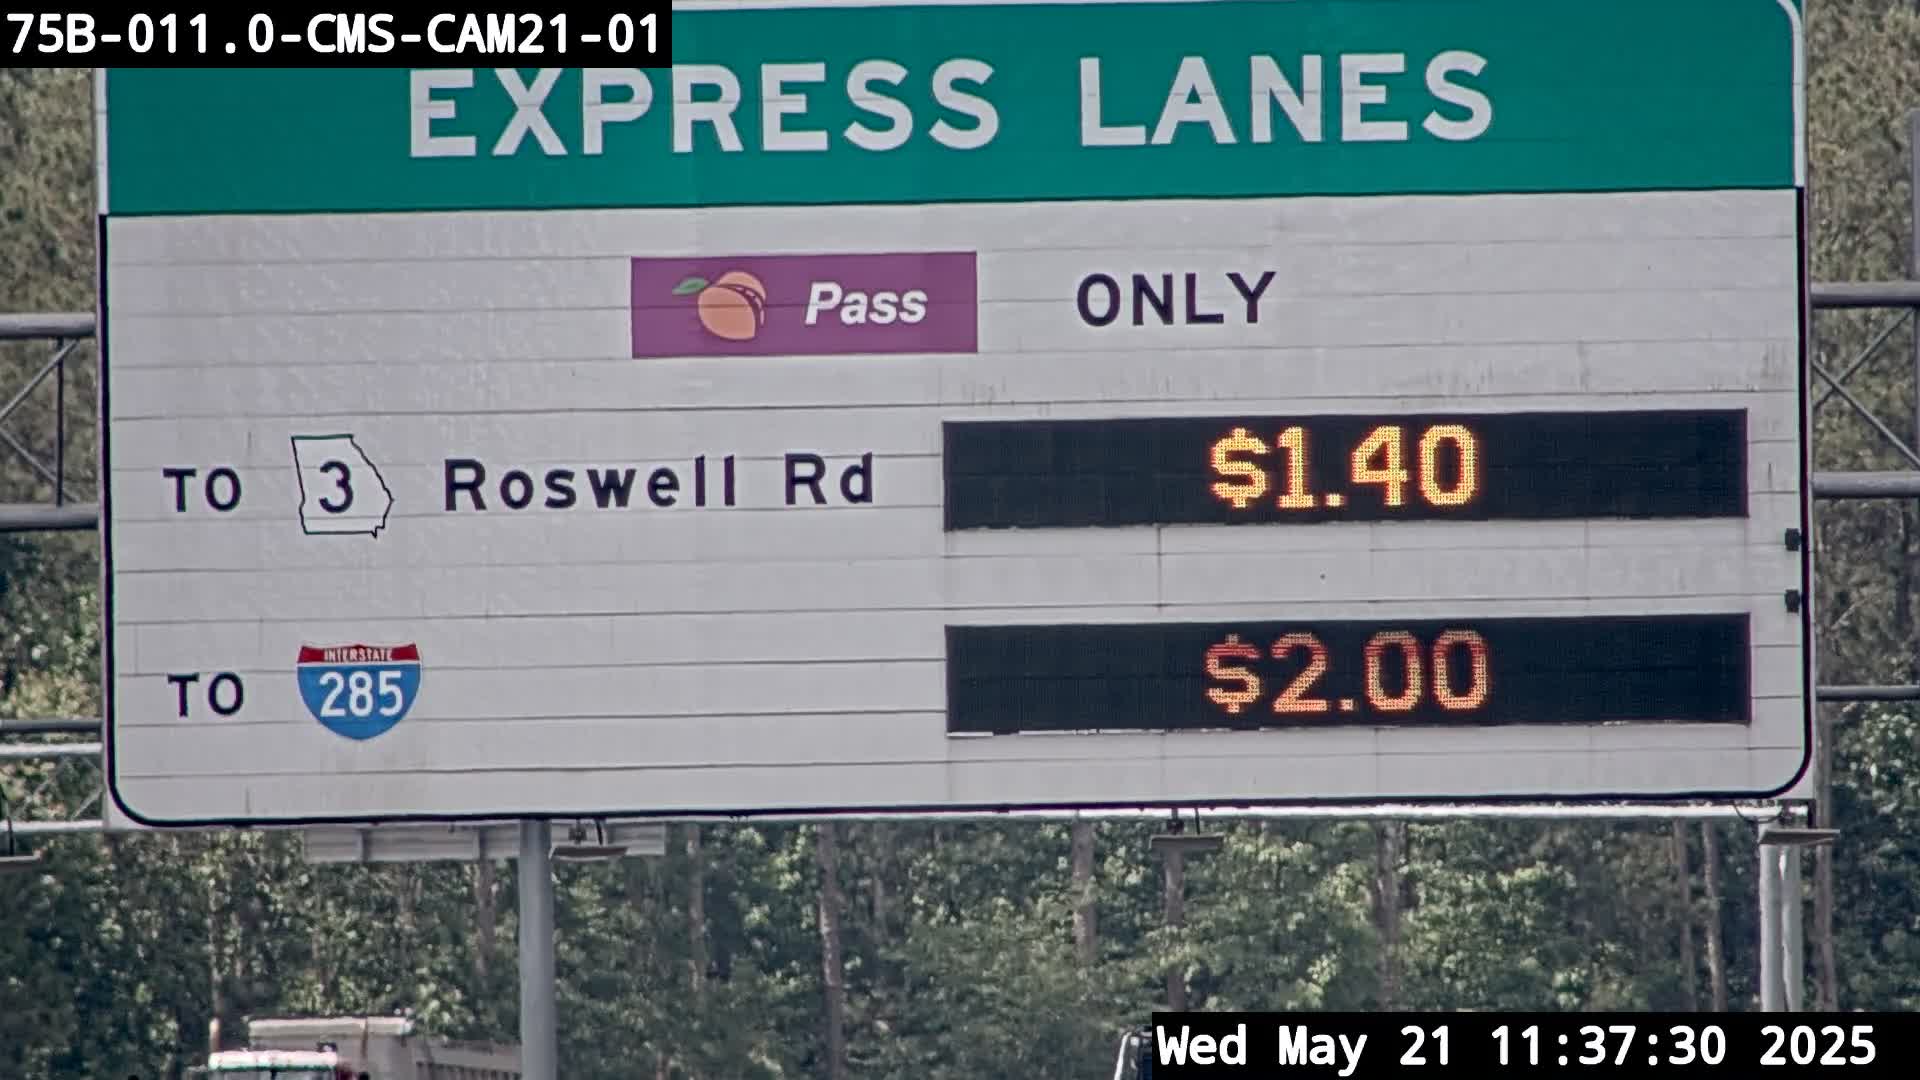 75B-011.0-CMS-CAM21-01
EXPRESS LANES
Pass ONLY
TO 3 Roswell Rd $1.40
TO INTERSTATE 285 $2.00
Wed May 21 11:37:30 2025